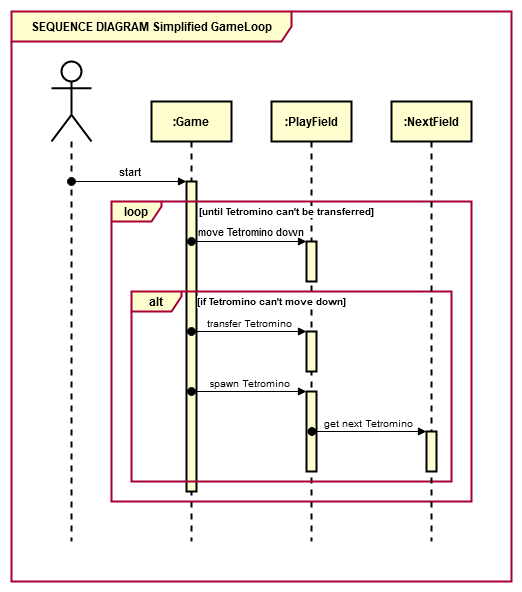 SEQUENCE DIAGRAM Simplified GameLoop
:Game
:PlayField
:NextField
start
loop
[until Tetromino can't be transferred]
move Tetromino down
alt
[if Tetromino can't move down]
transfer Tetromino
spawn Tetromino
get next Tetromino